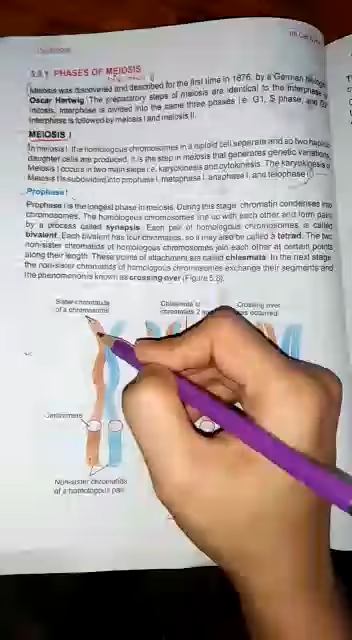 5.5.1 PHASES OF MEIOSIS
Meiosis was discovered and described for the first time in 1876, by a German biologist
Oscar Hertwig. The preparatory steps of meiosis are identical to the interphase of
mitosis. Interphase is divided into the same three phases i.e. G1, S phase, and G2
Interphase is followed by meiosis I and meiosis II.
MEIOSIS I
In meiosis I, the homologous chromosomes in a diploid cell separate and so two haploid
daughter cells are produced. It is the step in meiosis that generates genetic variations.
Meiosis I occurs in two main steps i.e. karyokinesis and cytokinesis. The karyokinesis of
Meiosis I is subdivided into prophase I, metaphase I, anaphase I, and telophase I.
Prophase I
Prophase I is the longest phase in meiosis. During this stage, chromatin condenses into
chromosomes. The homologous chromosomes line up with each other and form pairs
by a process called synapsis. Each pair of homologous chromosomes is called
bivalent. Each bivalent has four chromatids, so it may also be called a tetrad. The two
non-sister chromatids of homologous chromosomes join each other at certain points
along their length. These points of attachment are called chiasmata. In the next stage,
the non-sister chromatids of homologous chromosomes exchange their segments and
the phenomenon is known as crossing over (Figure 5.8).
Sister chromatids
of a chromosome
Chiasmata of
chromatids 2 and
Crossing over
has occurred
Centromere
Non-sister chromatids
of a homologous pair